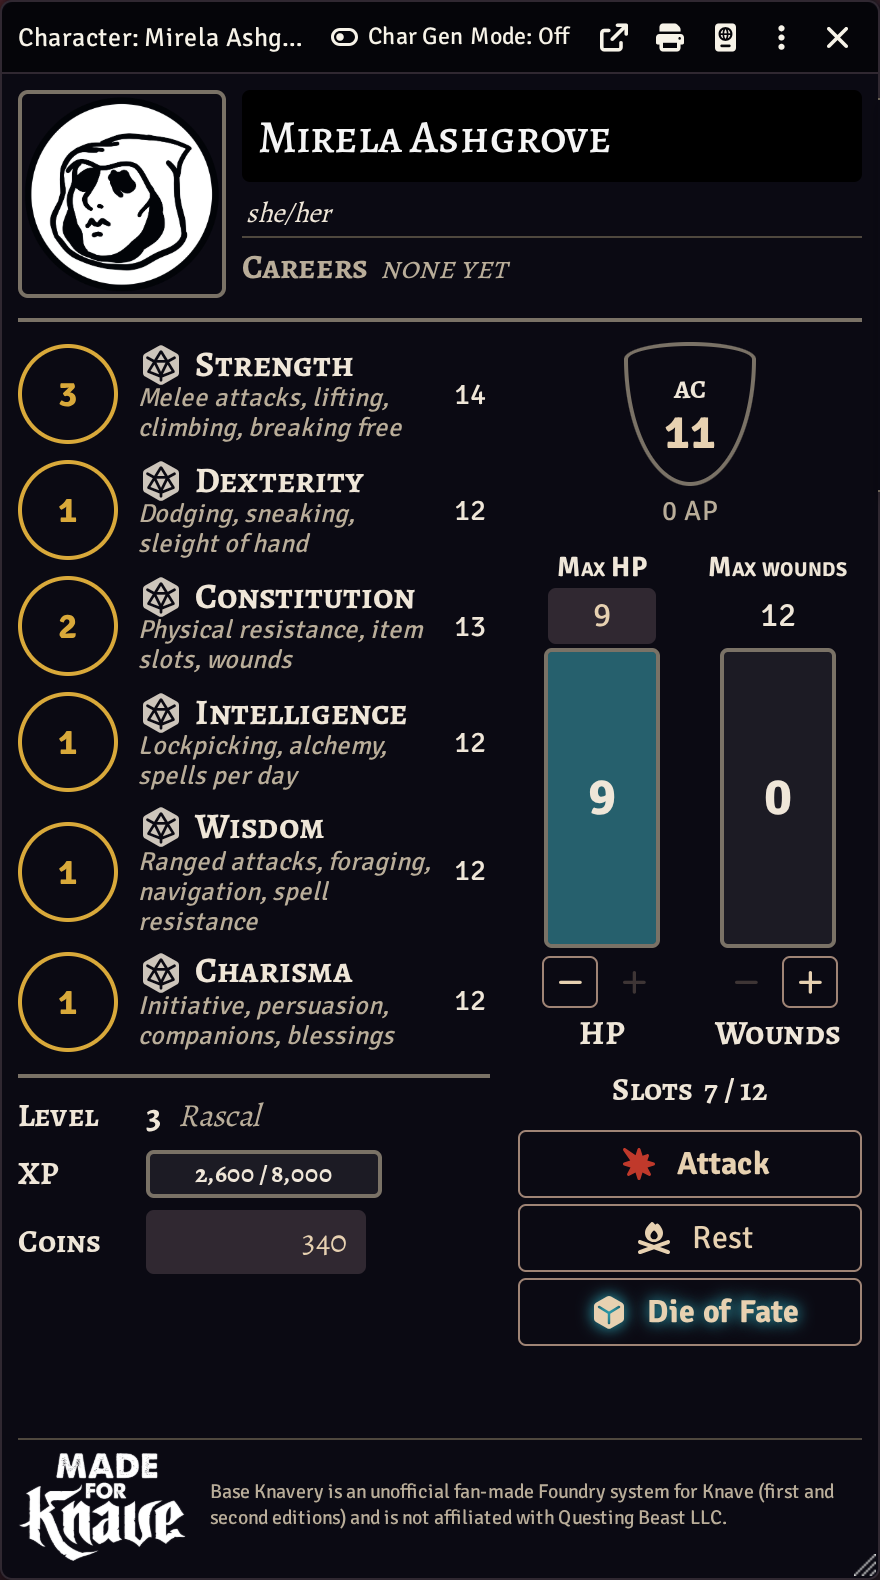 Character: Mirela Ashg...
Char Gen Mode: Off
Mirela Ashgrove
she/her
Careers NONE YET
3
Strength
Melee attacks, lifting,
climbing, breaking free
14
1
Dexterity
Dodging, sneaking,
sleight of hand
12
2
Constitution
Physical resistance, item
slots, wounds
13
1
Intelligence
Lockpicking, alchemy,
spells per day
12
1
Wisdom
Ranged attacks, foraging,
navigation, spell
resistance
12
1
Charisma
Initiative, persuasion,
companions, blessings
12
AC
11
0 AP
Max HP
9
9
− +
HP
Max wounds
12
0
− +
Wounds
Slots 7 / 12
Level 3 Rascal
XP 2,600 / 8,000
Coins 340
Attack
Rest
Die of Fate
MADE
FOR
Knave
Base Knavery is an unofficial fan-made Foundry system for Knave (first and
second editions) and is not affiliated with Questing Beast LLC.